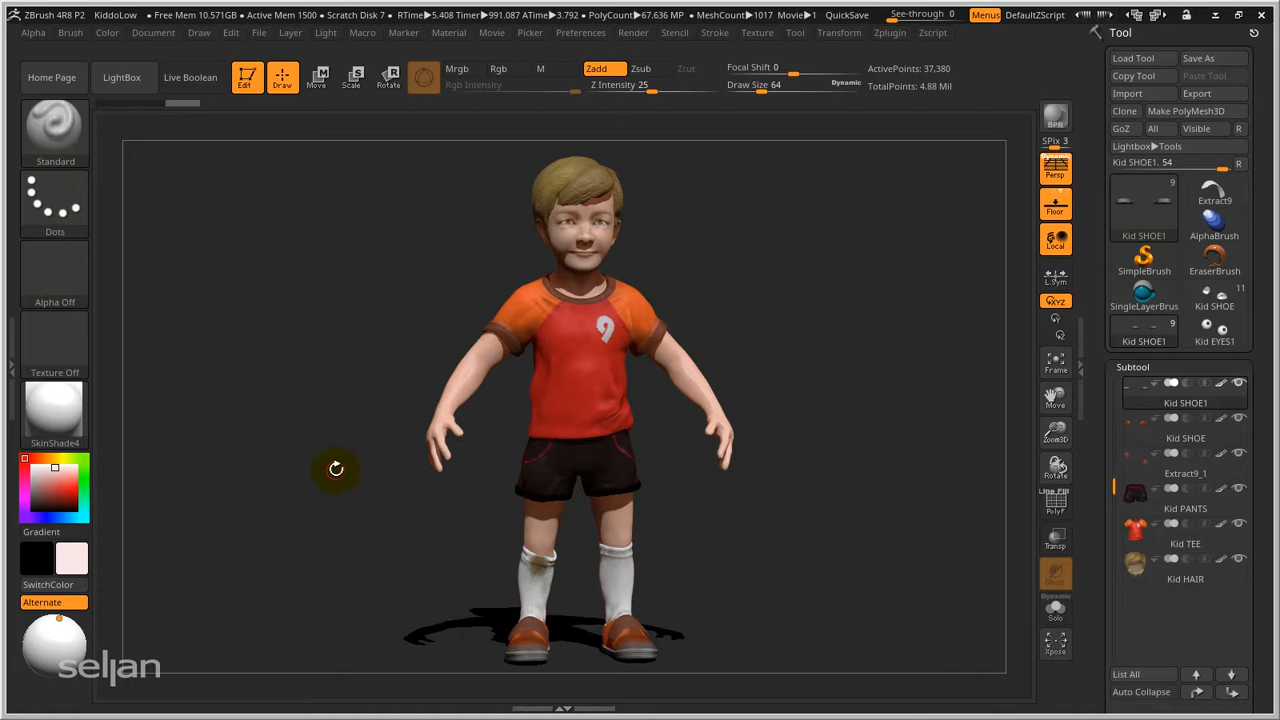 ZBrush 4R8 P2 KiddoLow • Free Mem 10.571GB • Active Mem 1500 • Scratch Disk 7 • RTime▶5.408 Timer▶991.087 ATime▶3.792 • PolyCount▶67.636 MP • MeshCount▶1017 Movie▶1 QuickSave See-through 0 Menus DefaultZScript
Alpha Brush Color Document Draw Edit File Layer Light Macro Marker Material Movie Picker Preferences Render Stencil Stroke Texture Tool Transform Zplugin Zscript
Tool
Home Page LightBox Live Boolean Edit Draw Move Scale Rotate
Mrgb Rgb M Zadd Zsub Zcut
Rgb Intensity Z Intensity 25
Focal Shift 0
Draw Size 64 Dynamic
ActivePoints: 37,380
TotalPoints: 4.88 Mil
Standard
Dots
Alpha Off
Texture Off
SkinShade4
Gradient
SwitchColor
Alternate
seljan
9
BPR
SPix 3
Dynamic
Persp
Floor
Local
L.Sym
XYZ
Y
Z
Frame
Move
Zoom3D
Rotate
Line Fill
PolyF
Transp
Ghost
Dynamic
Solo
Xpose
Load Tool Save As
Copy Tool Paste Tool
Import Export
Clone Make PolyMesh3D
GoZ All Visible R
Lightbox▶Tools
Kid SHOE1. 54 R
9
Kid SHOE1 Extract9
AlphaBrush
SimpleBrush EraserBrush
11
SingleLayerBrus Kid SHOE
9
Kid SHOE1 Kid EYES1
Subtool
Kid SHOE1
Kid SHOE
Extract9_1
Kid PANTS
Kid TEE
Kid HAIR
List All
Auto Collapse